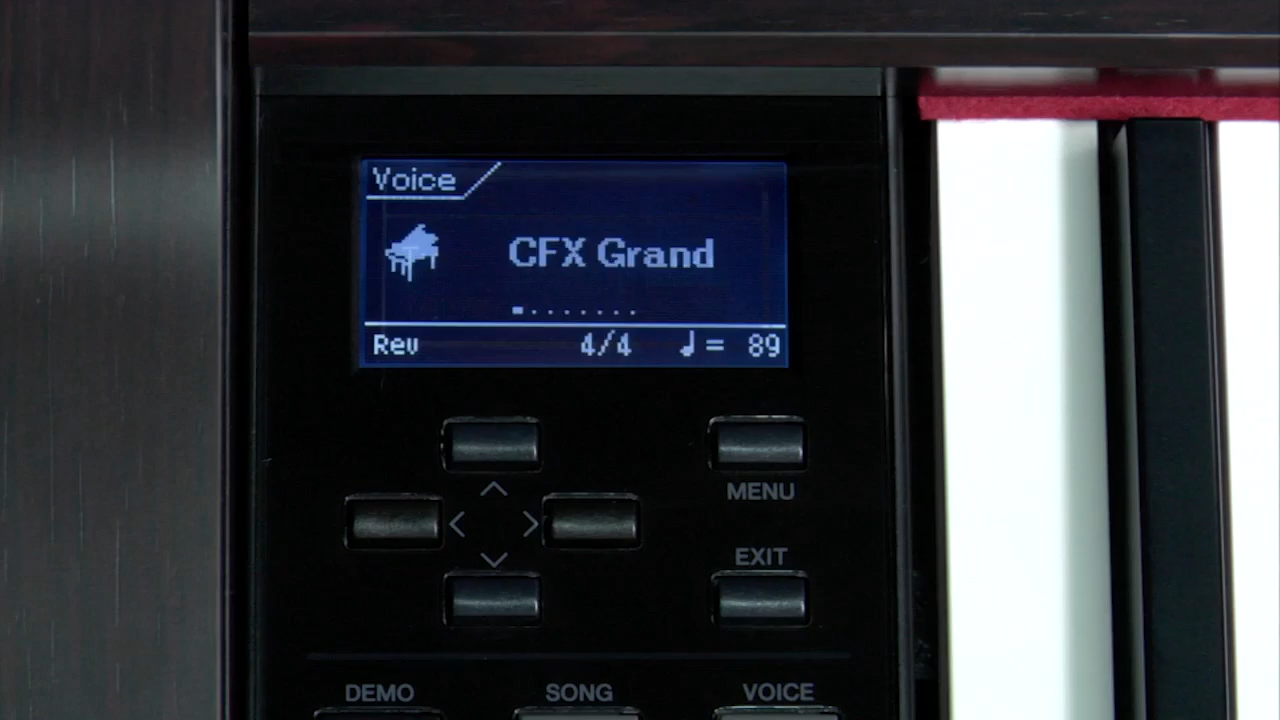 Voice
CFX Grand
Rev 4/4 ♩= 89
MENU
EXIT
DEMO SONG VOICE